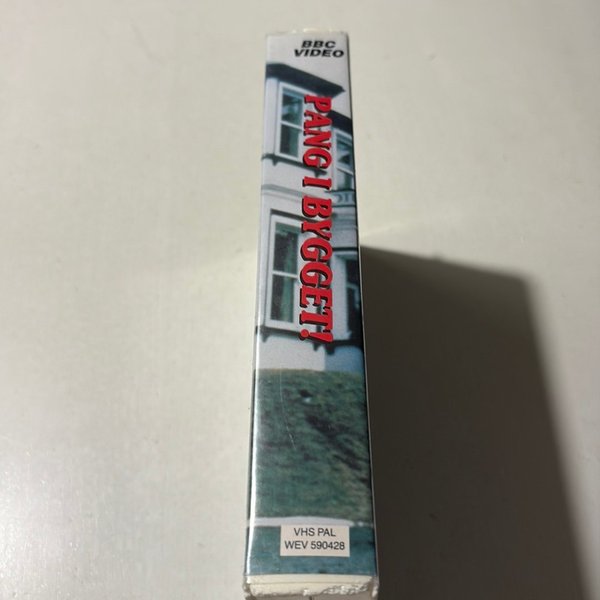 BBC
VIDEO
PANG I BYGGET!
VHS PAL
WEV 590428